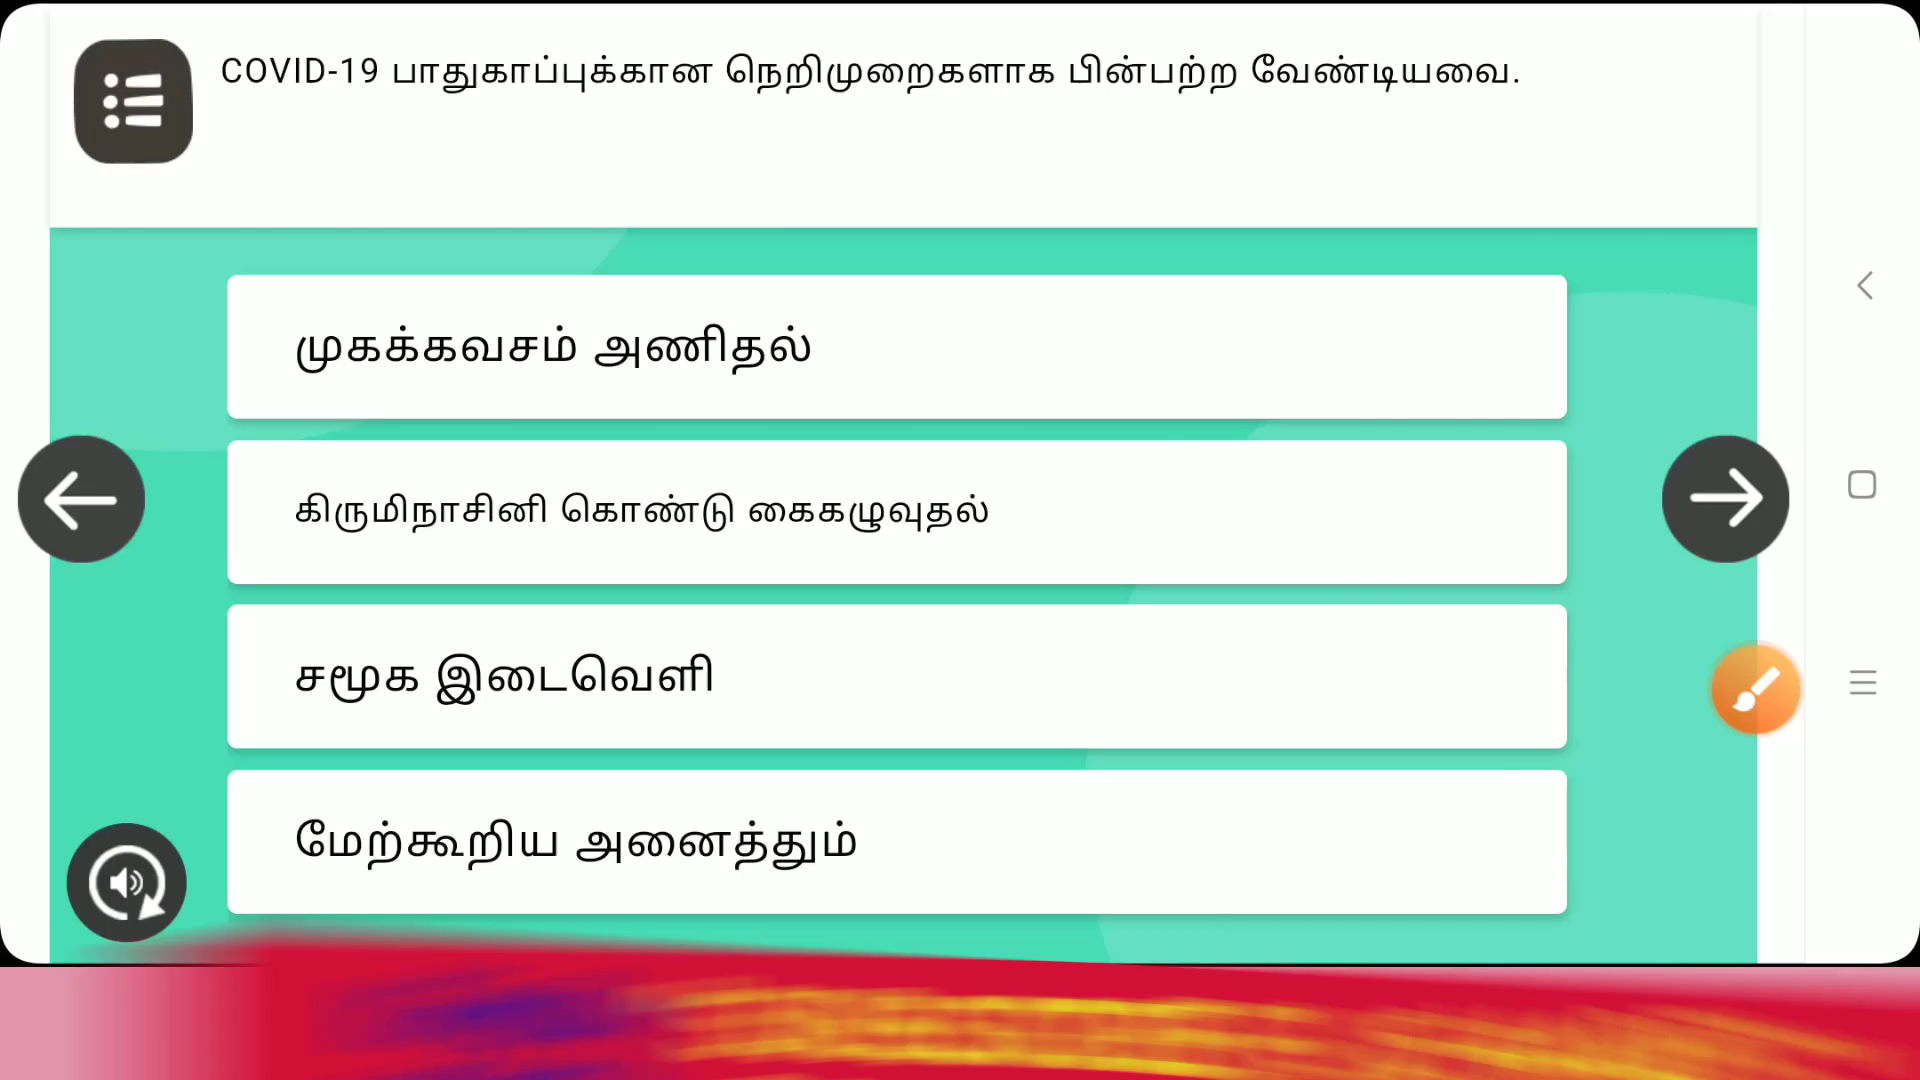 COVID-19 பாதுகாப்புக்கான நெறிமுறைகளாக பின்பற்ற வேண்டியவை.
முகக்கவசம் அணிதல்
கிருமிநாசினி கொண்டு கைகழுவுதல்
சமூக இடைவெளி
மேற்கூறிய அனைத்தும்